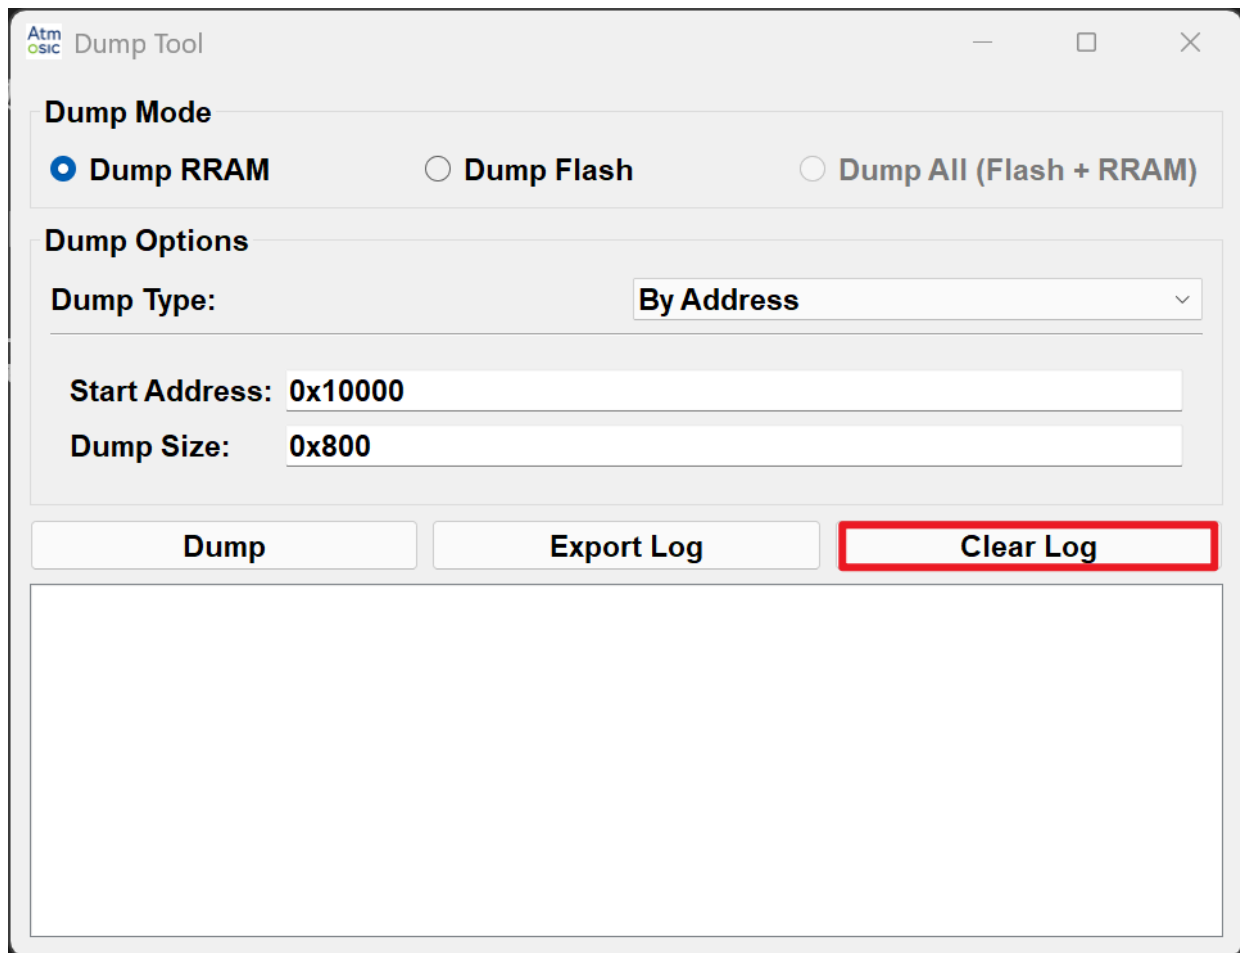 Atm
osic
Dump Tool
Dump Mode
Dump RRAM
Dump Flash
Dump All (Flash + RRAM)
Dump Options
Dump Type:
By Address
Start Address:
0x10000
Dump Size:
0x800
Dump
Export Log
Clear Log